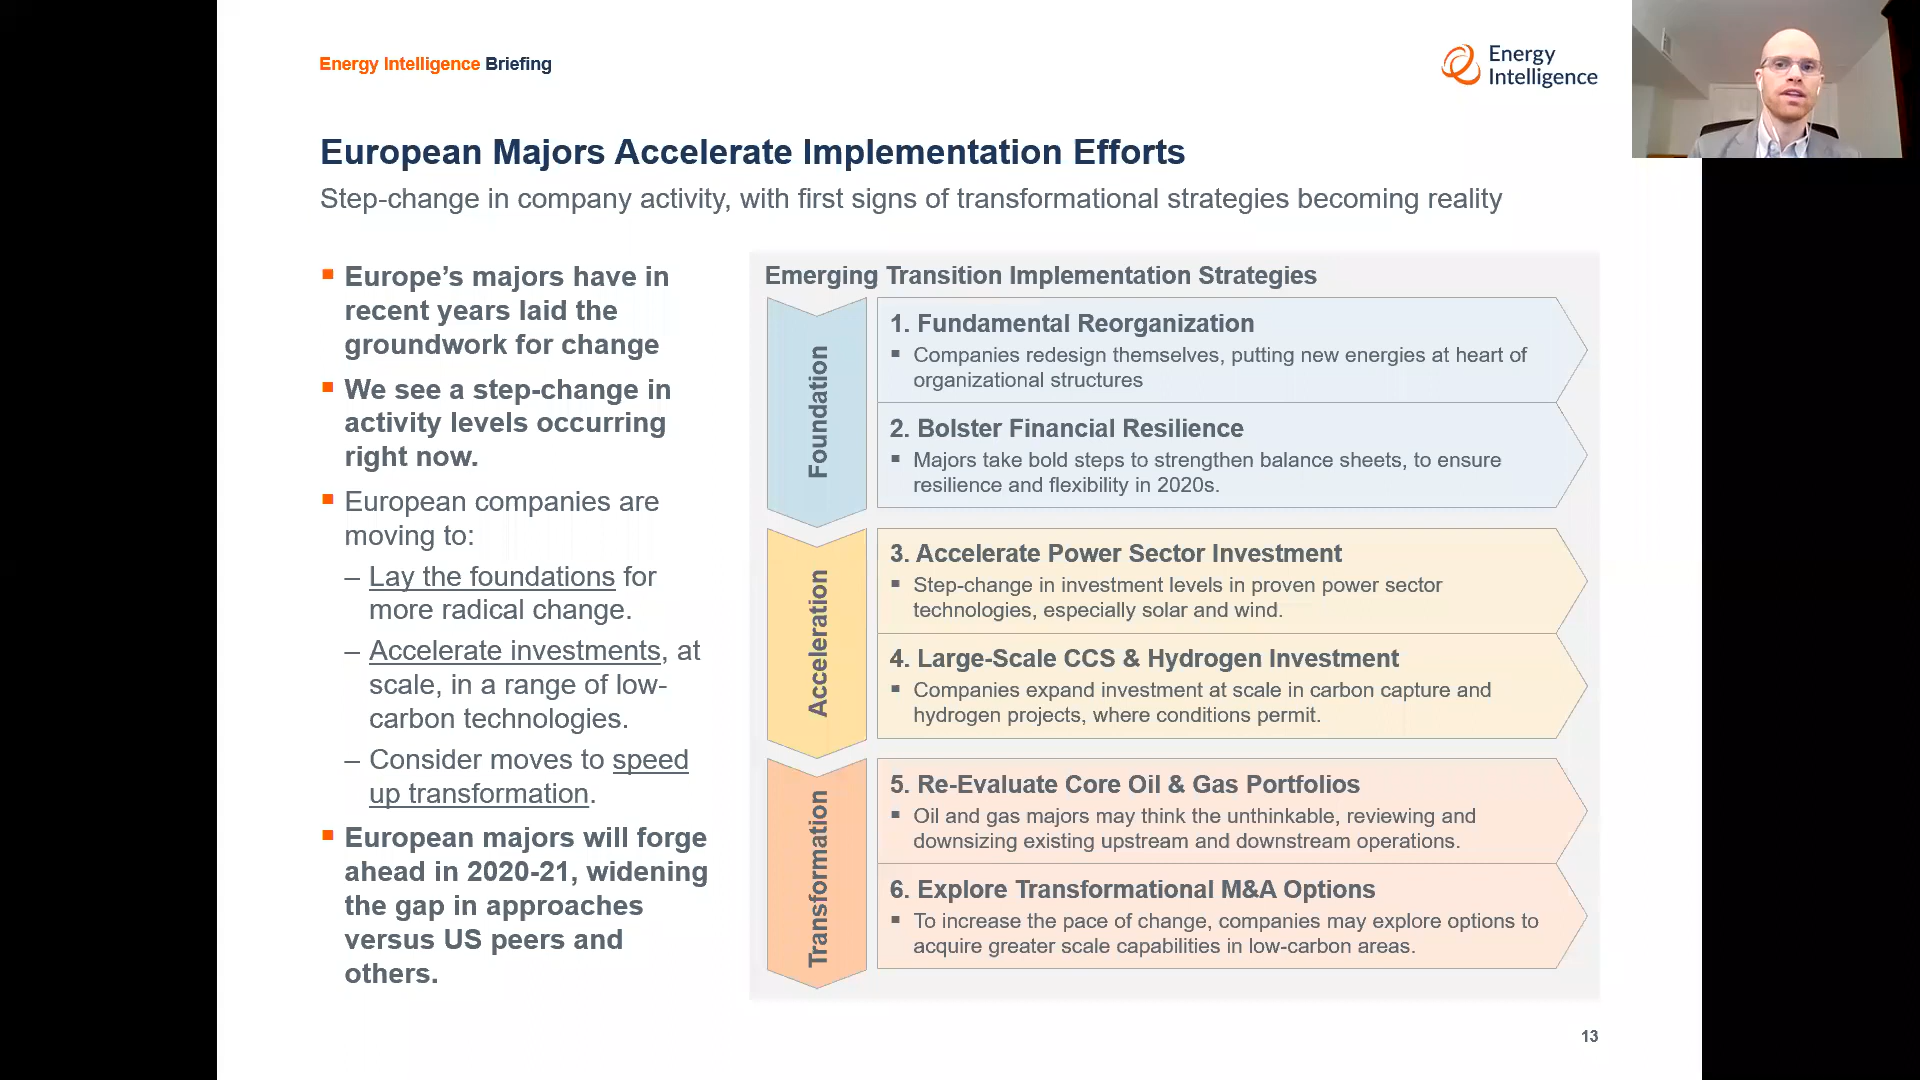 Energy Intelligence Briefing
Energy
Intelligence
European Majors Accelerate Implementation Efforts
Step-change in company activity, with first signs of transformational strategies becoming reality
▪ Europe’s majors have in
recent years laid the
groundwork for change
▪ We see a step-change in
activity levels occurring
right now.
▪ European companies are
moving to:
– Lay the foundations for
more radical change.
– Accelerate investments, at
scale, in a range of low-
carbon technologies.
– Consider moves to speed
up transformation.
▪ European majors will forge
ahead in 2020-21, widening
the gap in approaches
versus US peers and
others.
Emerging Transition Implementation Strategies
Foundation
1. Fundamental Reorganization
▪ Companies redesign themselves, putting new energies at heart of
organizational structures
2. Bolster Financial Resilience
▪ Majors take bold steps to strengthen balance sheets, to ensure
resilience and flexibility in 2020s.
Acceleration
3. Accelerate Power Sector Investment
▪ Step-change in investment levels in proven power sector
technologies, especially solar and wind.
4. Large-Scale CCS & Hydrogen Investment
▪ Companies expand investment at scale in carbon capture and
hydrogen projects, where conditions permit.
Transformation
5. Re-Evaluate Core Oil & Gas Portfolios
▪ Oil and gas majors may think the unthinkable, reviewing and
downsizing existing upstream and downstream operations.
6. Explore Transformational M&A Options
▪ To increase the pace of change, companies may explore options to
acquire greater scale capabilities in low-carbon areas.
13